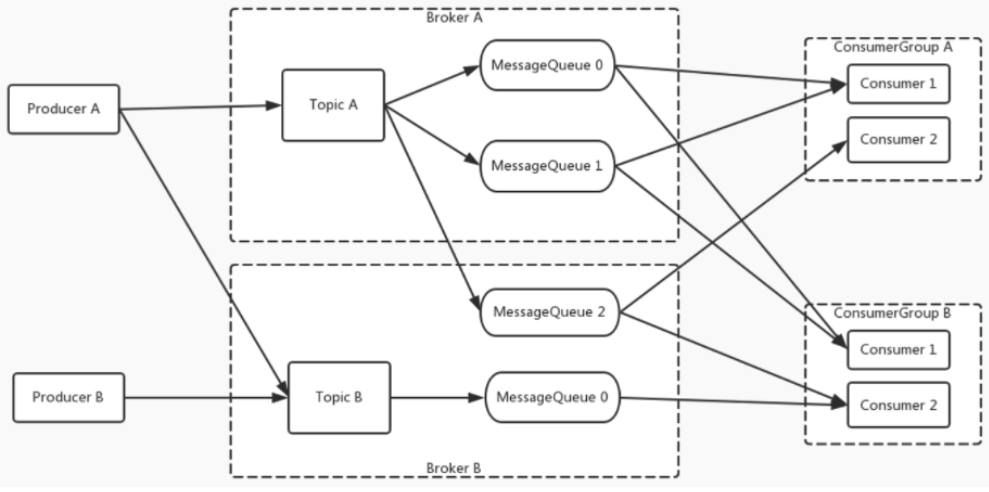 Broker A
ConsumerGroup A
MessageQueue 0
Consumer 1
Producer A
Topic A
Consumer 2
MessageQueue 1
MessageQueue 2
ConsumerGroup B
Consumer 1
Producer B
Topic B
MessageQueue 0
Consumer 2
Broker B